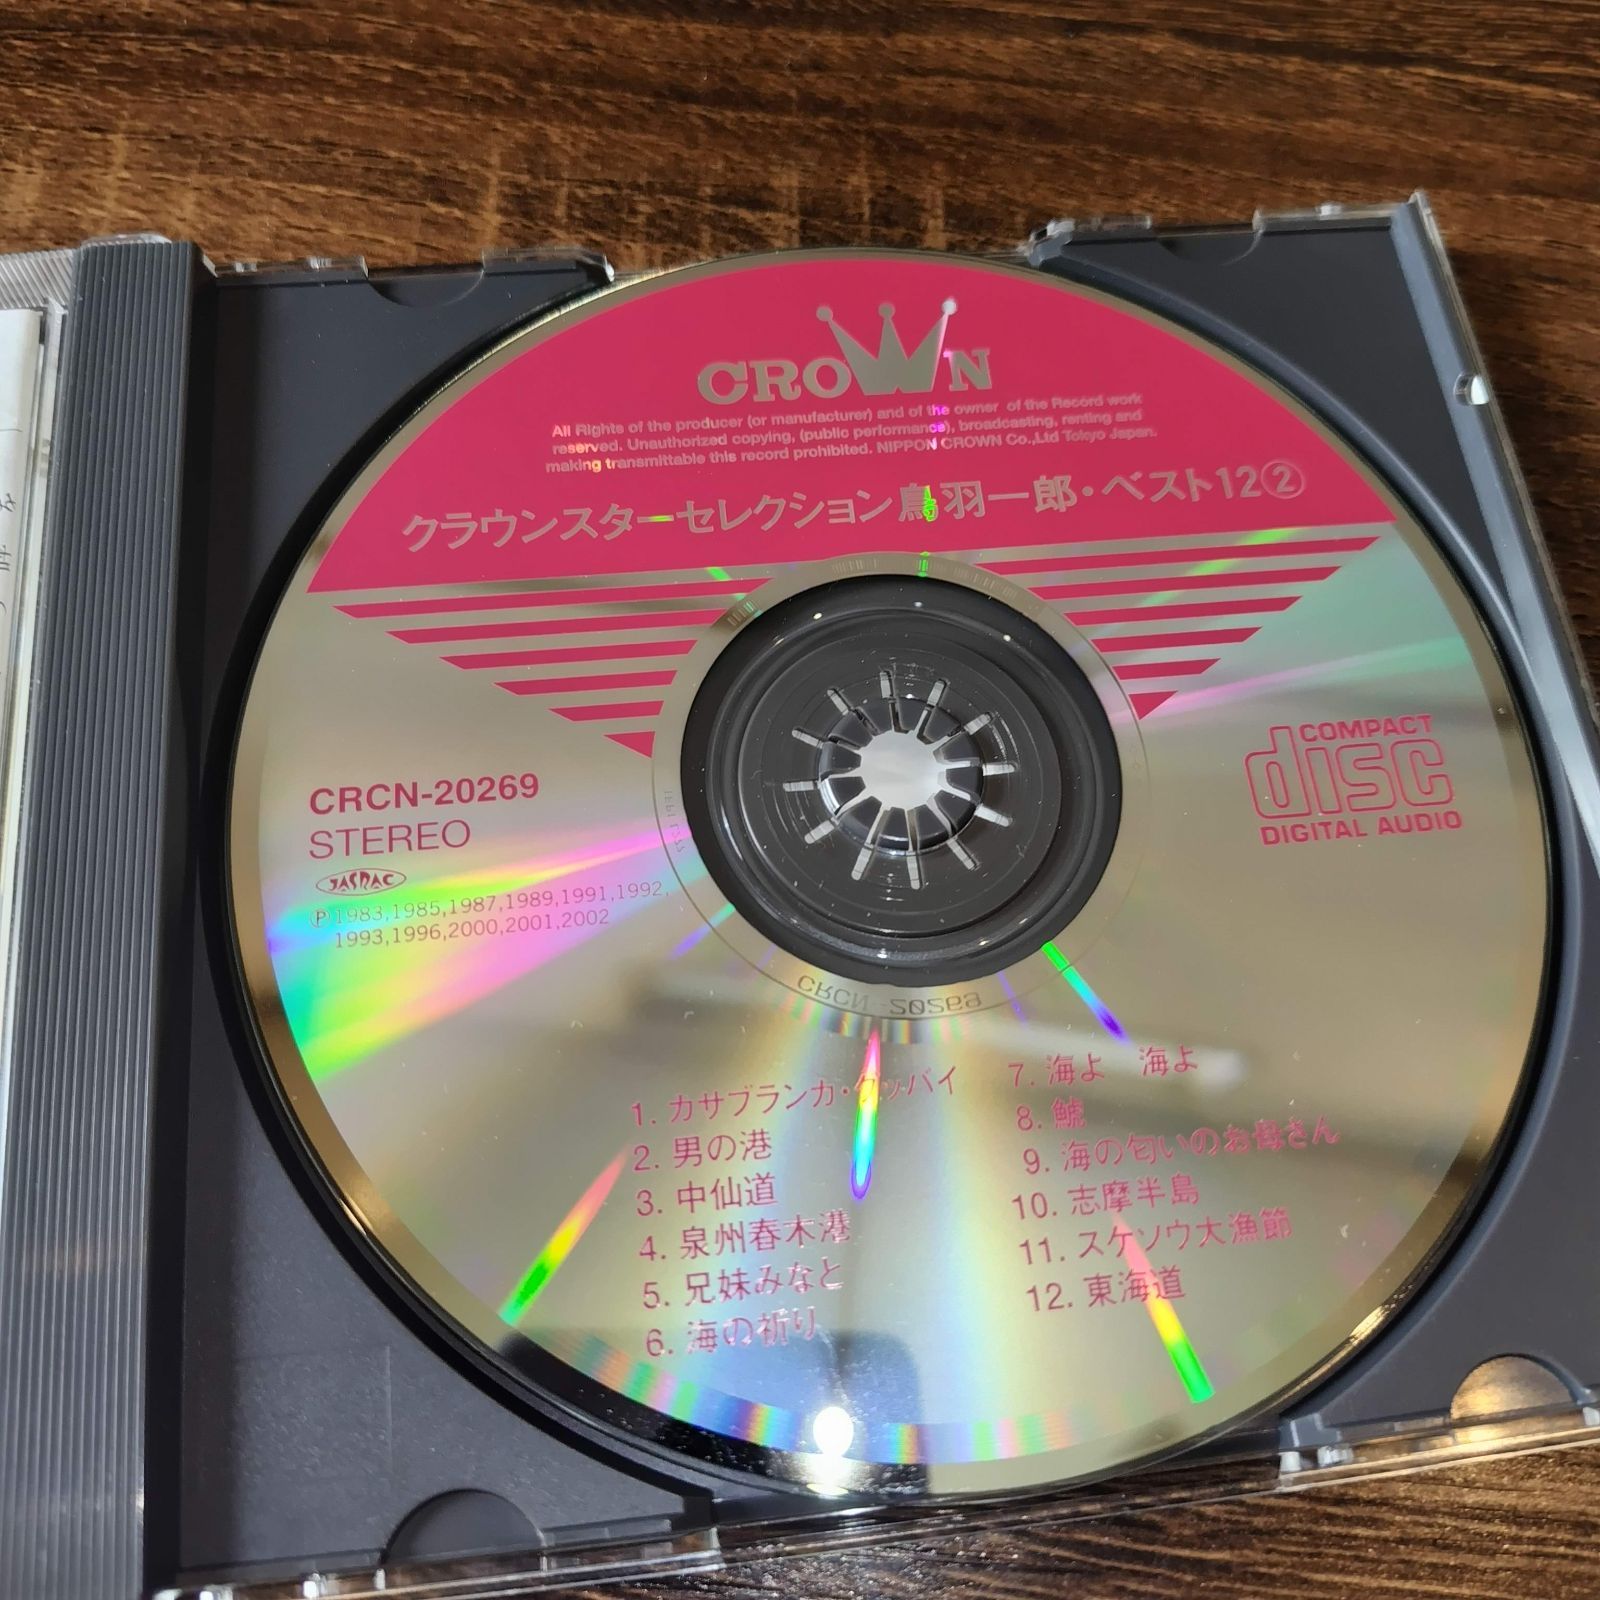 CROWN
All Rights of the producer (or manufacturer) and of the owner of the Record work
reserved. Unauthorized copying, (public performance), broadcasting, renting and
making transmittable this record prohibited. NIPPON CROWN Co.,Ltd Tokyo Japan.
クラウンスターセレクション鳥羽一郎・ベスト12②
CRCN-20269
STEREO
JASRAC
Ⓟ1983,1985,1987,1989,1991,1992,
1993,1996,2000,2001,2002
COMPACT
disc
DIGITAL AUDIO
CRCN-20269
1. カサブランカ・グッバイ
2. 男の港
3. 中仙道
4. 泉州春木港
5. 兄妹みなと
6. 海の祈り
7. 海よ 海よ
8. 鯱
9. 海の匂いのお母さん
10. 志摩半島
11. スケソウ大漁節
12. 東海道